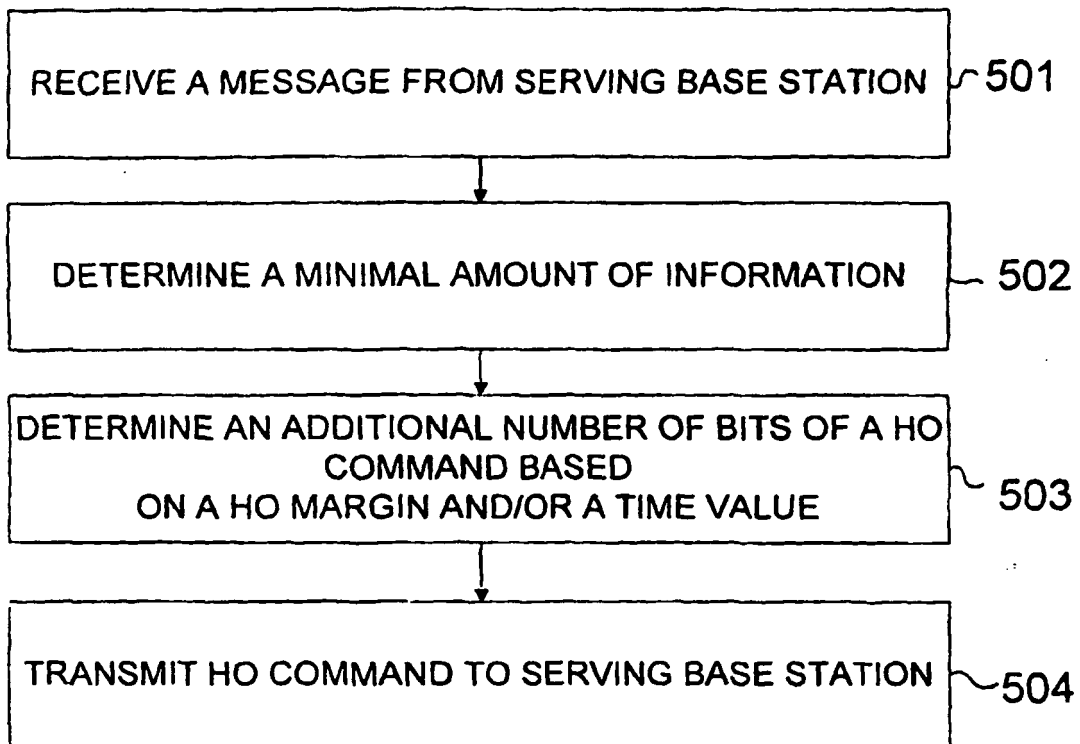 RECEIVE A MESSAGE FROM SERVING BASE STATION
501
DETERMINE A MINIMAL AMOUNT OF INFORMATION
502
DETERMINE AN ADDITIONAL NUMBER OF BITS OF A HO
COMMAND BASED
ON A HO MARGIN AND/OR A TIME VALUE
503
TRANSMIT HO COMMAND TO SERVING BASE STATION
504